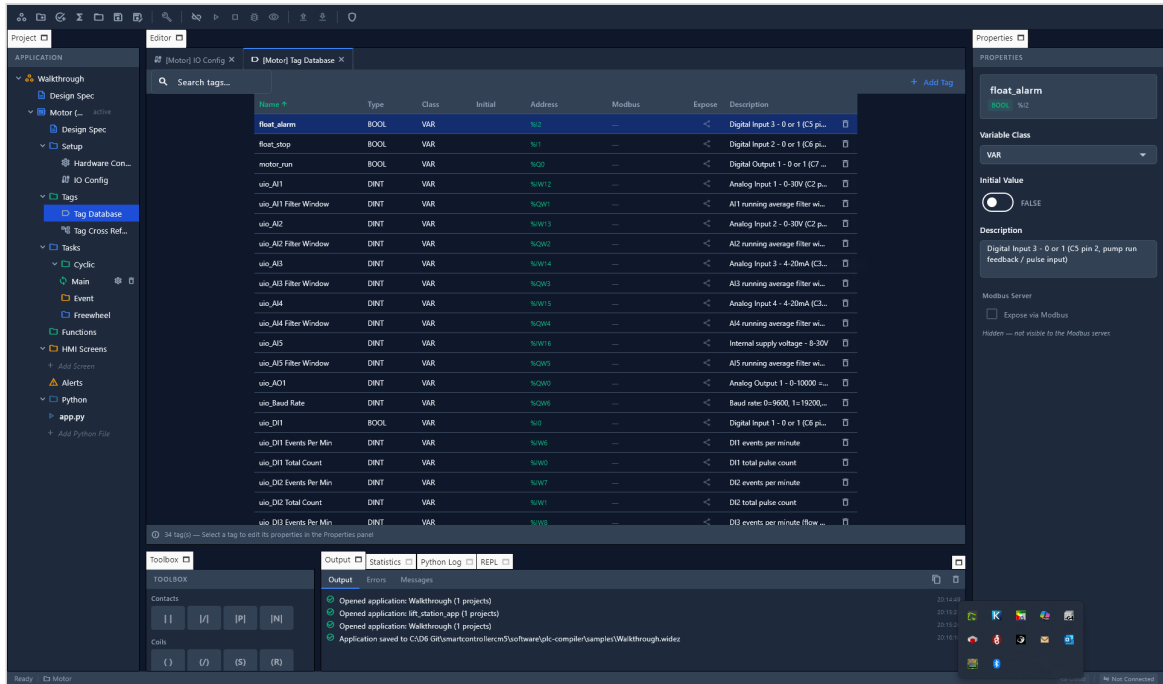 Project
Editor
Properties
APPLICATION
Walkthrough
Design Spec
Motor (... active
Design Spec
Setup
Hardware Con...
IO Config
Tags
Tag Database
Tag Cross Ref...
Tasks
Cyclic
Main
Event
Freewheel
Functions
HMI Screens
+ Add Screen
Alerts
Python
app.py
+ Add Python File
[Motor] IO Config ×
[Motor] Tag Database ×
Search tags...
+ Add Tag
Name ↑ Type Class Initial Address Modbus Expose Description
float_alarm BOOL VAR %I2 — Digital Input 3 - 0 or 1 (C5 pi...
float_stop BOOL VAR %I1 — Digital Input 2 - 0 or 1 (C6 pi...
motor_run BOOL VAR %Q0 — Digital Output 1 - 0 or 1 (C7 ...
uio_AI1 DINT VAR %IW12 — Analog Input 1 - 0-30V (C2 p...
uio_AI1 Filter Window DINT VAR %QW1 — AI1 running average filter wi...
uio_AI2 DINT VAR %IW13 — Analog Input 2 - 0-30V (C2 p...
uio_AI2 Filter Window DINT VAR %QW2 — AI2 running average filter wi...
uio_AI3 DINT VAR %IW14 — Analog Input 3 - 4-20mA (C3...
uio_AI3 Filter Window DINT VAR %QW3 — AI3 running average filter wi...
uio_AI4 DINT VAR %IW15 — Analog Input 4 - 4-20mA (C3...
uio_AI4 Filter Window DINT VAR %QW4 — AI4 running average filter wi...
uio_AI5 DINT VAR %IW16 — Internal supply voltage - 8-30V
uio_AI5 Filter Window DINT VAR %QW5 — AI5 running average filter wi...
uio_AO1 DINT VAR %QW0 — Analog Output 1 - 0-10000 =...
uio_Baud Rate DINT VAR %QW6 — Baud rate: 0=9600, 1=19200,...
uio_DI1 BOOL VAR %I0 — Digital Input 1 - 0 or 1 (C6 pi...
uio_DI1 Events Per Min DINT VAR %IW6 — DI1 events per minute
uio_DI1 Total Count DINT VAR %IW0 — DI1 total pulse count
uio_DI2 Events Per Min DINT VAR %IW7 — DI2 events per minute
uio_DI2 Total Count DINT VAR %IW1 — DI2 total pulse count
uio_DI3 Events Per Min DINT VAR %IW8 — DI3 events per minute (flow ...
34 tag(s) — Select a tag to edit its properties in the Properties panel
PROPERTIES
float_alarm
BOOL %I2
Variable Class
VAR
Initial Value
FALSE
Description
Digital Input 3 - 0 or 1 (C5 pin 2, pump run
feedback / pulse input)
Modbus Server
Expose via Modbus
Hidden — not visible to the Modbus server.
Toolbox
TOOLBOX
Contacts
| | |/| |P| |N|
Coils
( ) (/) (S) (R)
Output Statistics Python Log REPL
Output Errors Messages
Opened application: Walkthrough (1 projects) 20:14:49
Opened application: lift_station_app (1 projects)
Opened application: Walkthrough (1 projects)
Application saved to C:\D6 Git\smartcontrollercm5\software\plc-compiler\samples\Walkthrough.widez
Ready Motor
Not Connected